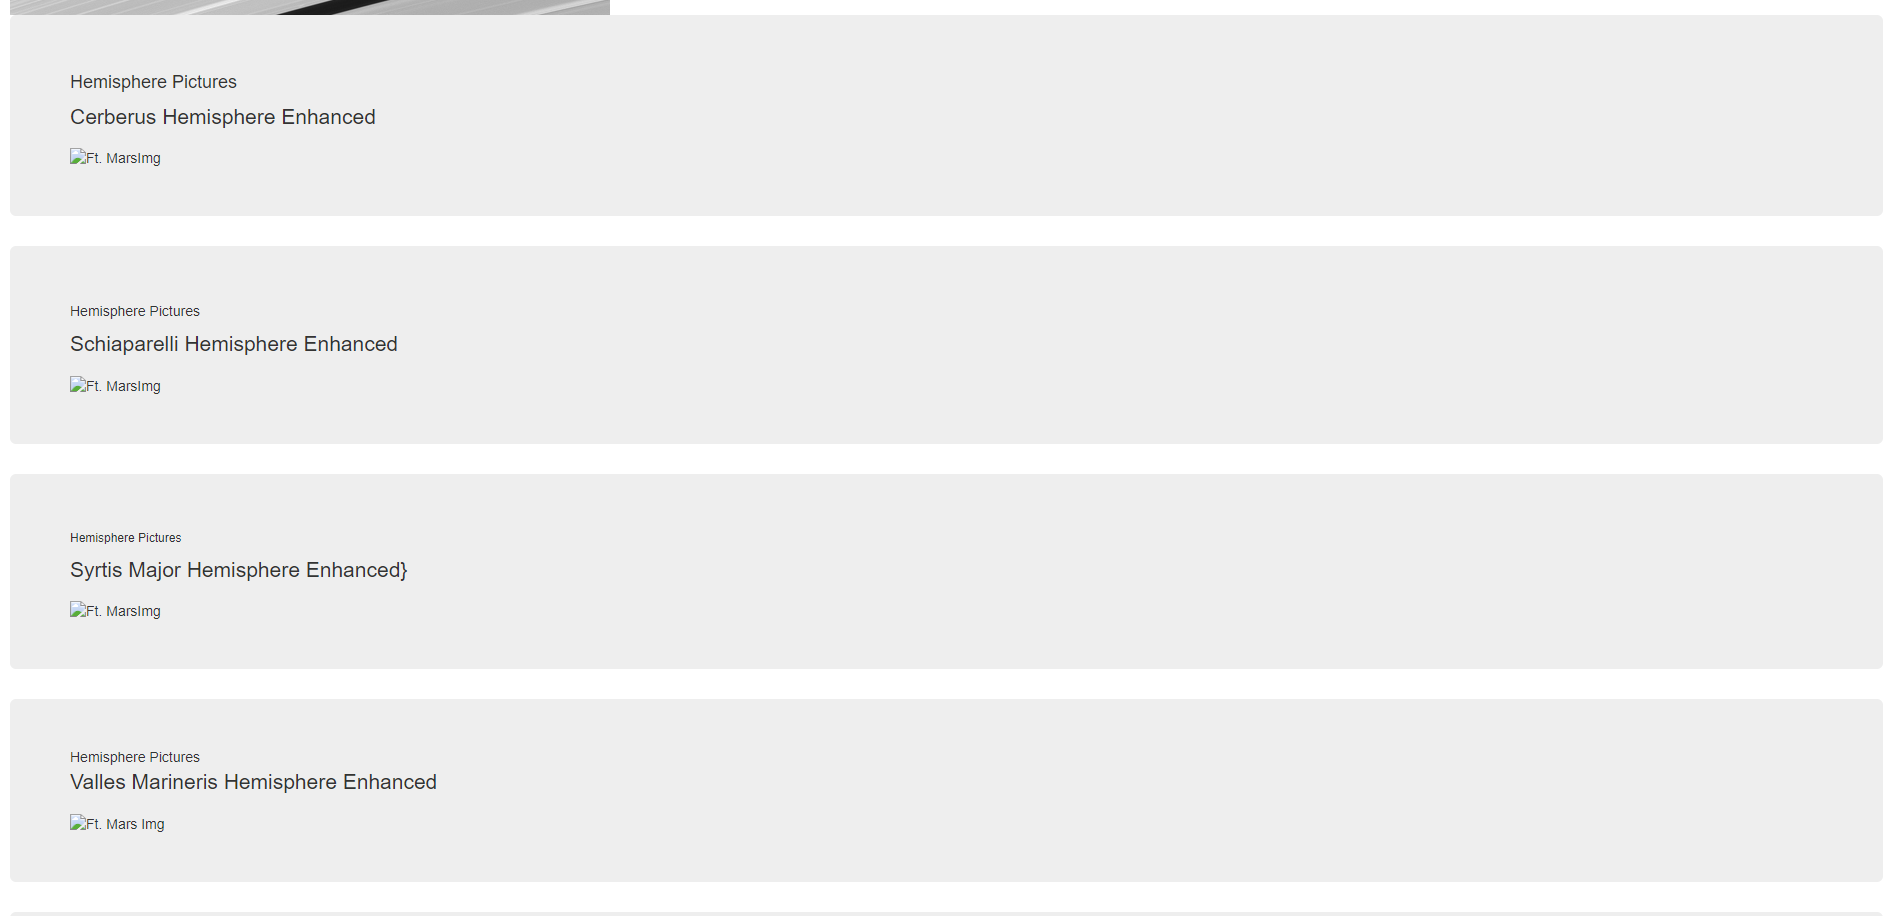 Hemisphere Pictures
Cerberus Hemisphere Enhanced
Ft. MarsImg
Hemisphere Pictures
Schiaparelli Hemisphere Enhanced
Ft. MarsImg
Hemisphere Pictures
Syrtis Major Hemisphere Enhanced}
Ft. MarsImg
Hemisphere Pictures
Valles Marineris Hemisphere Enhanced
Ft. Mars Img